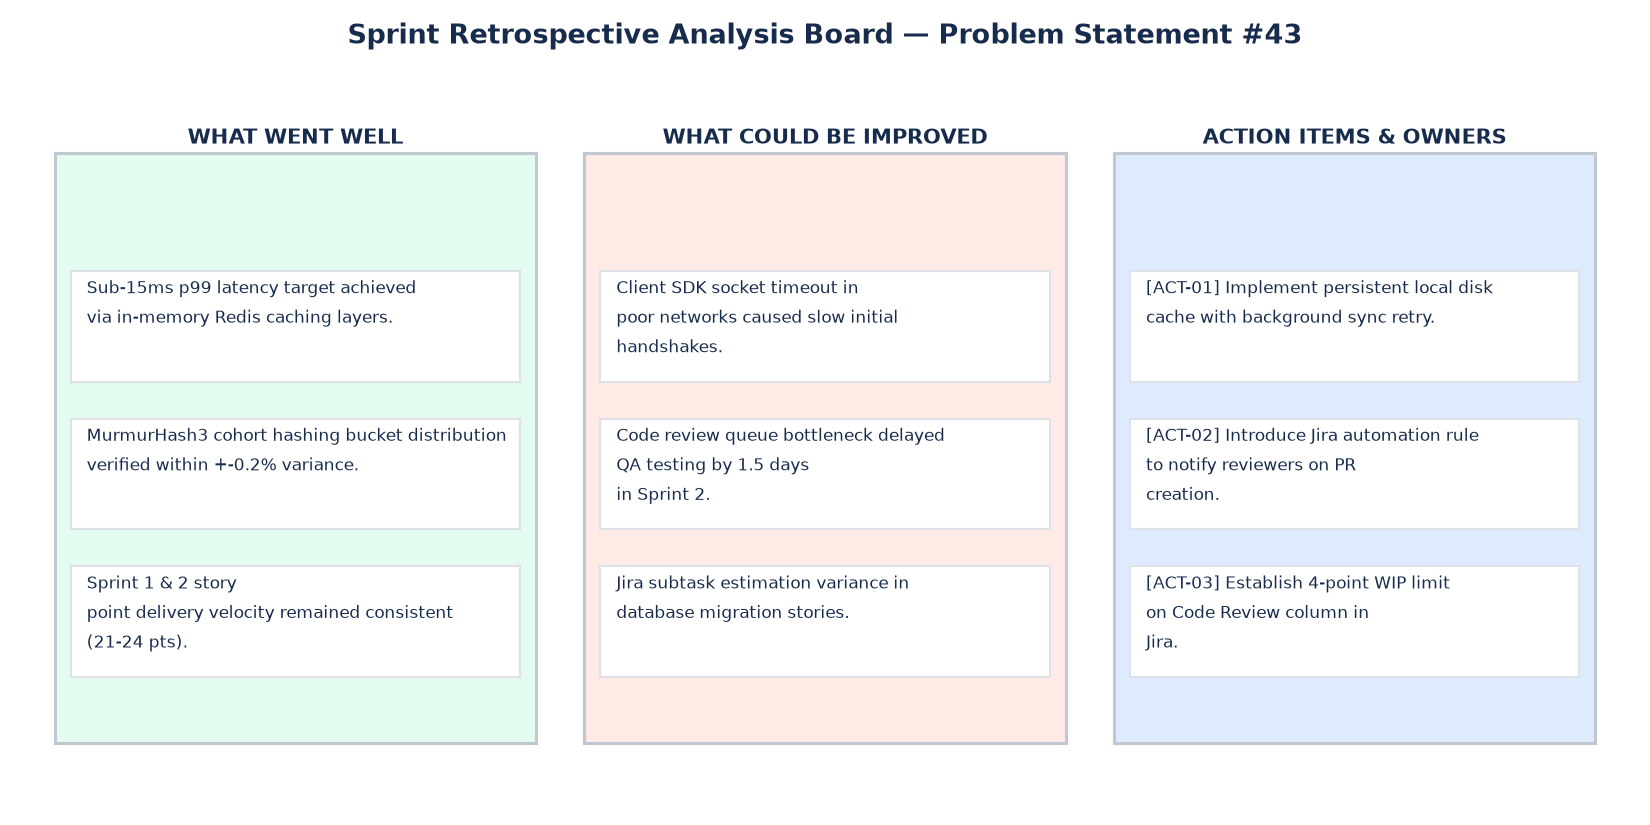 Sprint Retrospective Analysis Board — Problem Statement #43
WHAT WENT WELL
Sub-15ms p99 latency target achieved
via in-memory Redis caching layers.
MurmurHash3 cohort hashing bucket distribution
verified within +-0.2% variance.
Sprint 1 & 2 story
point delivery velocity remained consistent
(21-24 pts).
WHAT COULD BE IMPROVED
Client SDK socket timeout in
poor networks caused slow initial
handshakes.
Code review queue bottleneck delayed
QA testing by 1.5 days
in Sprint 2.
Jira subtask estimation variance in
database migration stories.
ACTION ITEMS & OWNERS
[ACT-01] Implement persistent local disk
cache with background sync retry.
[ACT-02] Introduce Jira automation rule
to notify reviewers on PR
creation.
[ACT-03] Establish 4-point WIP limit
on Code Review column in
Jira.